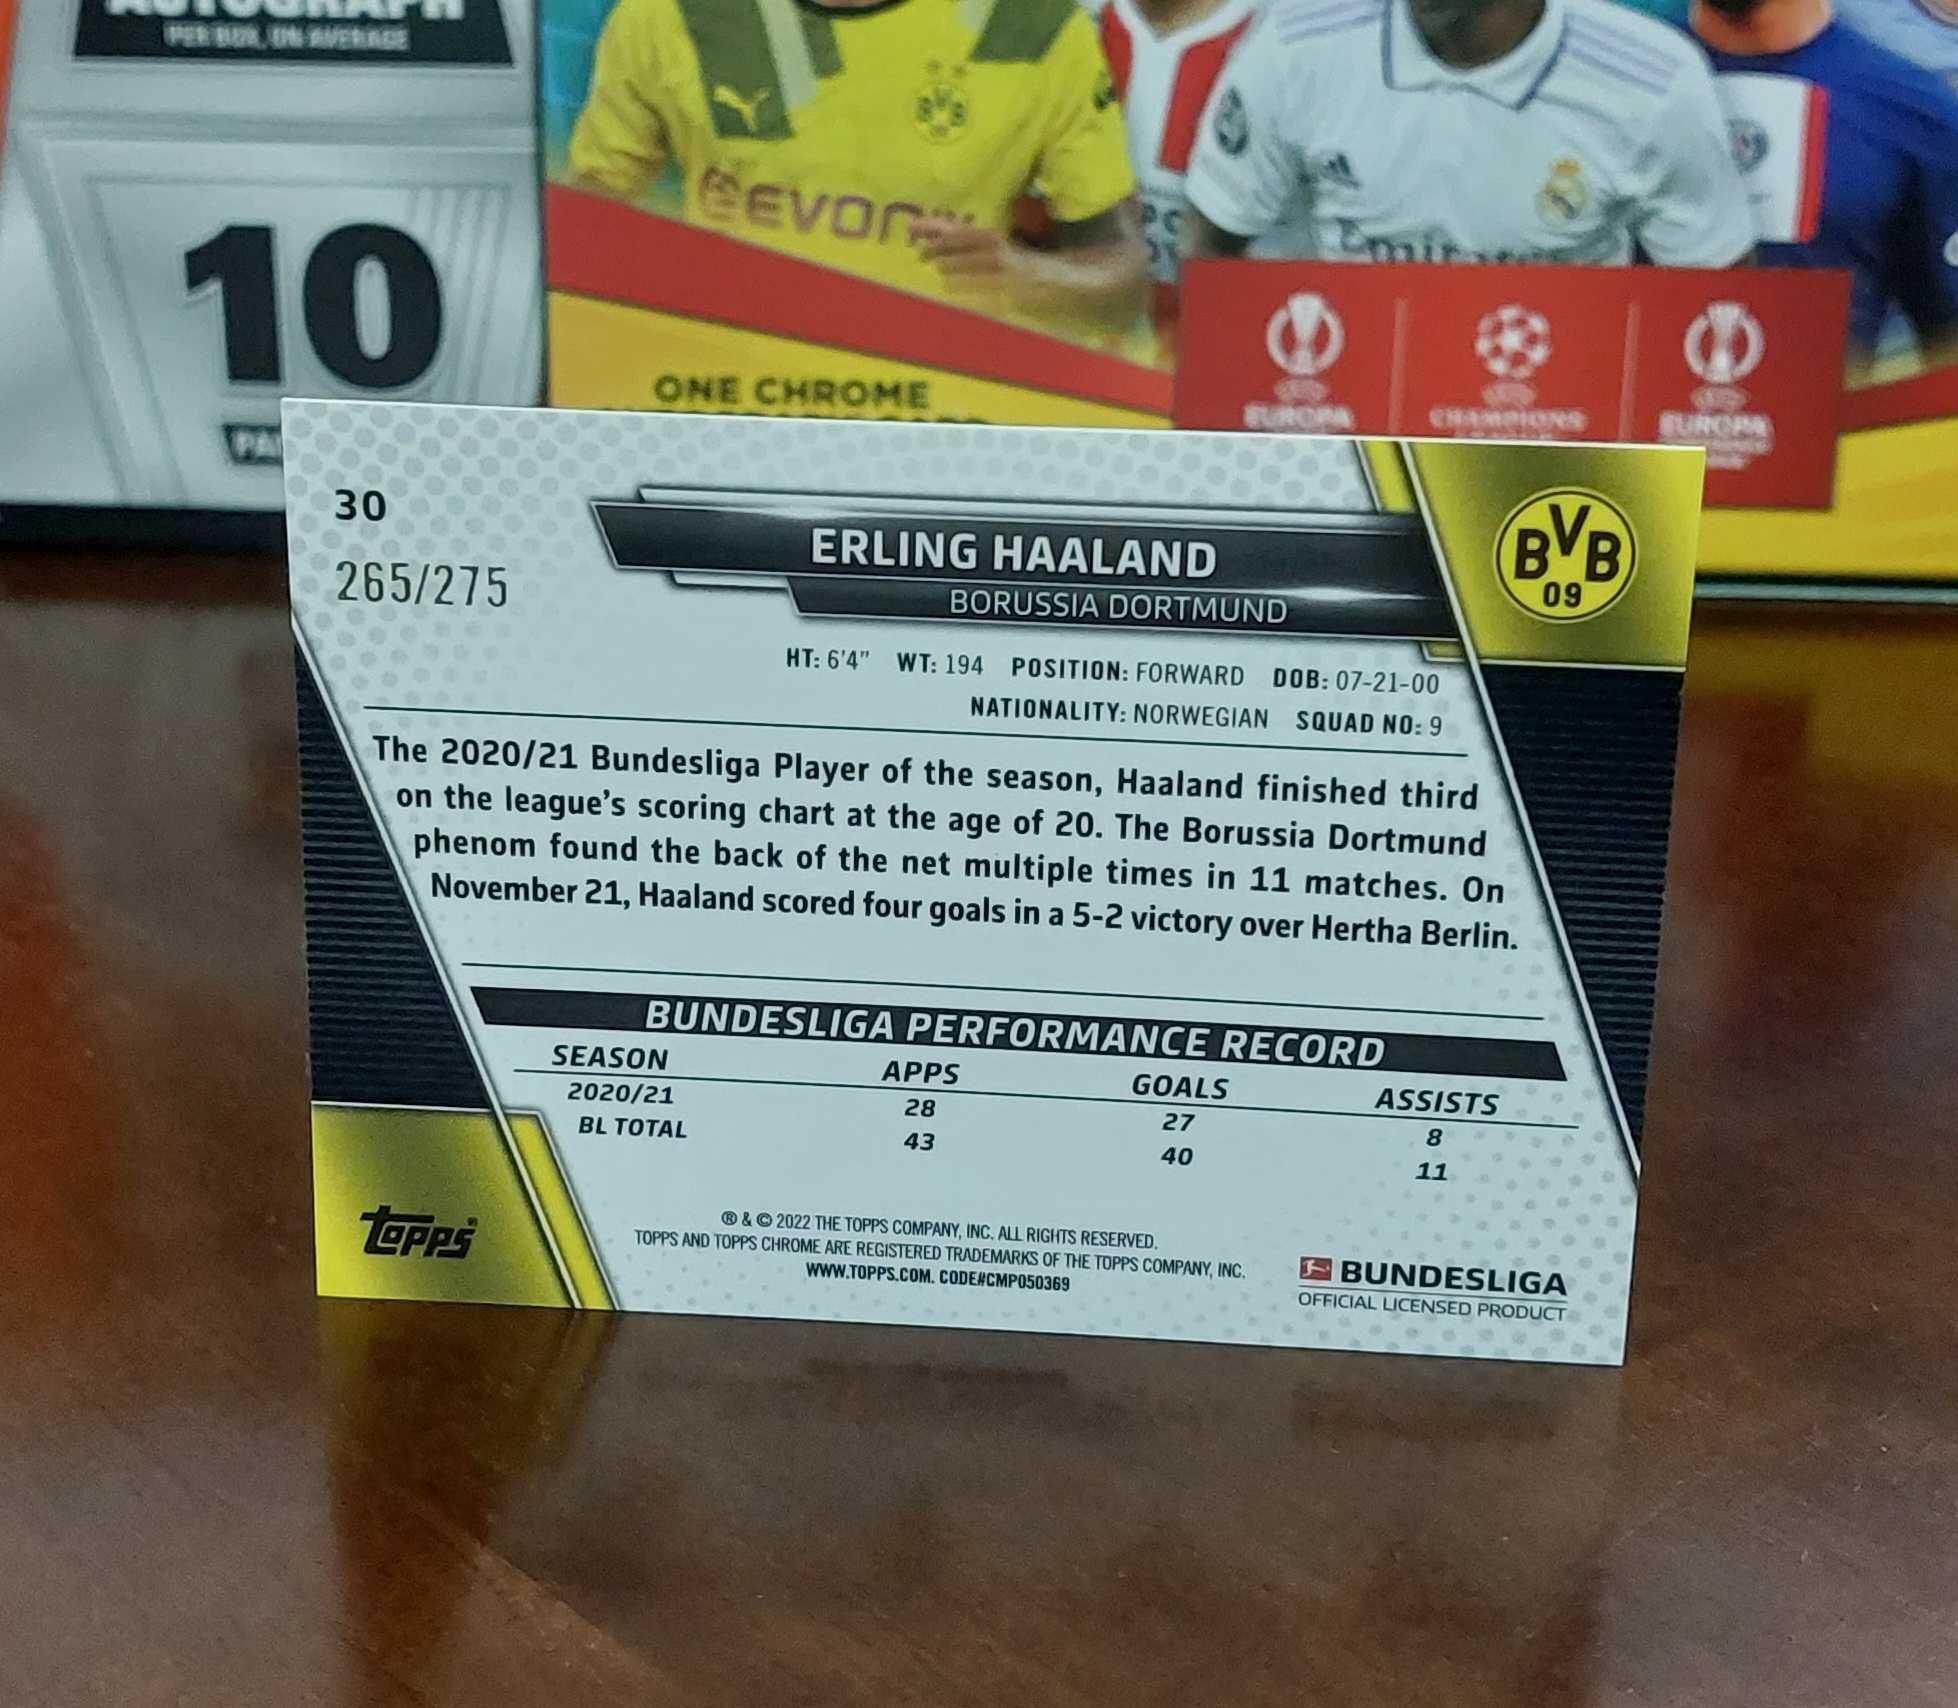 PER BOX, ON AVERAGE
10
BVB
EVONIK
ONE CHROME
EUROPA
CHAMPIONS
EUROPA
30
265/275
ERLING HAALAND
BORUSSIA DORTMUND
BVB
09
HT: 6'4" WT: 194 POSITION: FORWARD DOB: 07-21-00
NATIONALITY: NORWEGIAN SQUAD NO: 9
The 2020/21 Bundesliga Player of the season, Haaland finished third
on the league's scoring chart at the age of 20. The Borussia Dortmund
phenom found the back of the net multiple times in 11 matches. On
November 21, Haaland scored four goals in a 5-2 victory over Hertha Berlin.
BUNDESLIGA PERFORMANCE RECORD
SEASON APPS GOALS ASSISTS
2020/21 28 27 8
BL TOTAL 43 40 11
® & © 2022 THE TOPPS COMPANY, INC. ALL RIGHTS RESERVED.
TOPPS AND TOPPS CHROME ARE REGISTERED TRADEMARKS OF THE TOPPS COMPANY, INC.
WWW.TOPPS.COM. CODE#CMP050369
topps®
BUNDESLIGA
OFFICIAL LICENSED PRODUCT